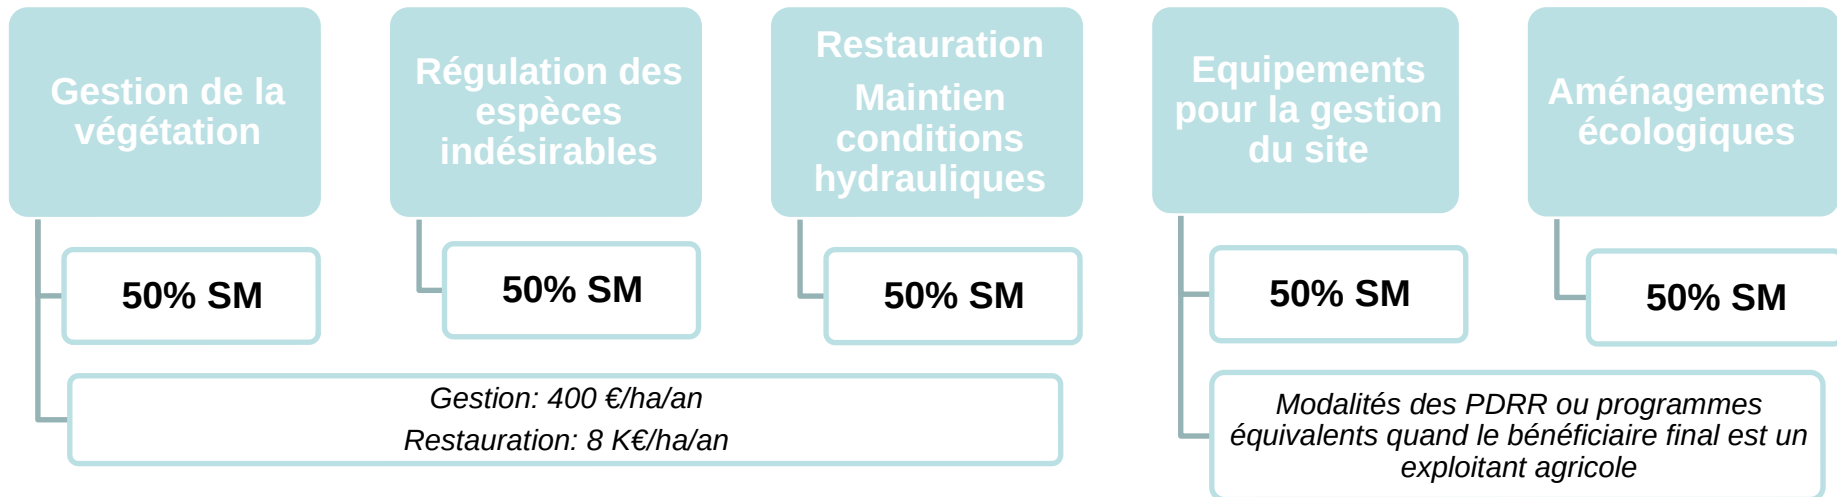 Gestion de la
végétation
Régulation des
espèces
indésirables
Restauration
Maintien
conditions
hydrauliques
Equipements
pour la gestion
du site
Aménagements
écologiques
50% SM
50% SM
50% SM
50% SM
50% SM
Gestion: 400 €/ha/an
Restauration: 8 K€/ha/an
Modalités des PDRR ou programmes
équivalents quand le bénéficiaire final est un
exploitant agricole